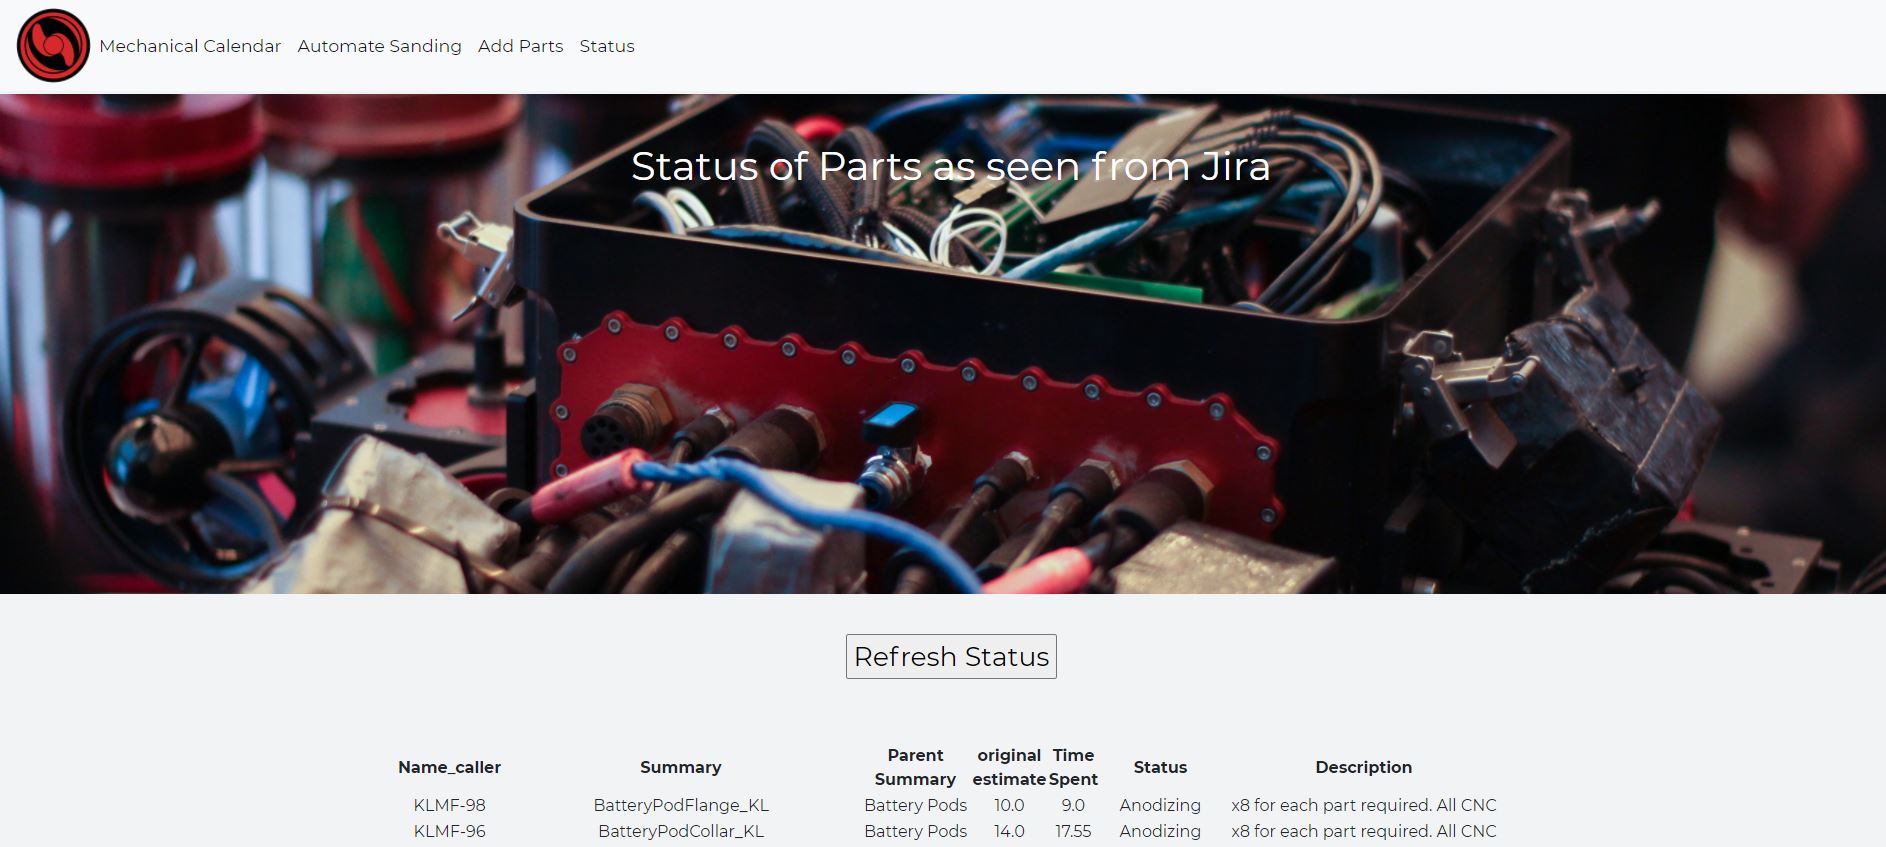 Mechanical Calendar Automate Sanding Add Parts Status
Status of Parts as seen from Jira
Refresh Status
Name_caller Summary Parent Summary original estimate Time Spent Status Description
KLMF-98 BatteryPodFlange_KL Battery Pods 10.0 9.0 Anodizing x8 for each part required. All CNC
KLMF-96 BatteryPodCollar_KL Battery Pods 14.0 17.55 Anodizing x8 for each part required. All CNC